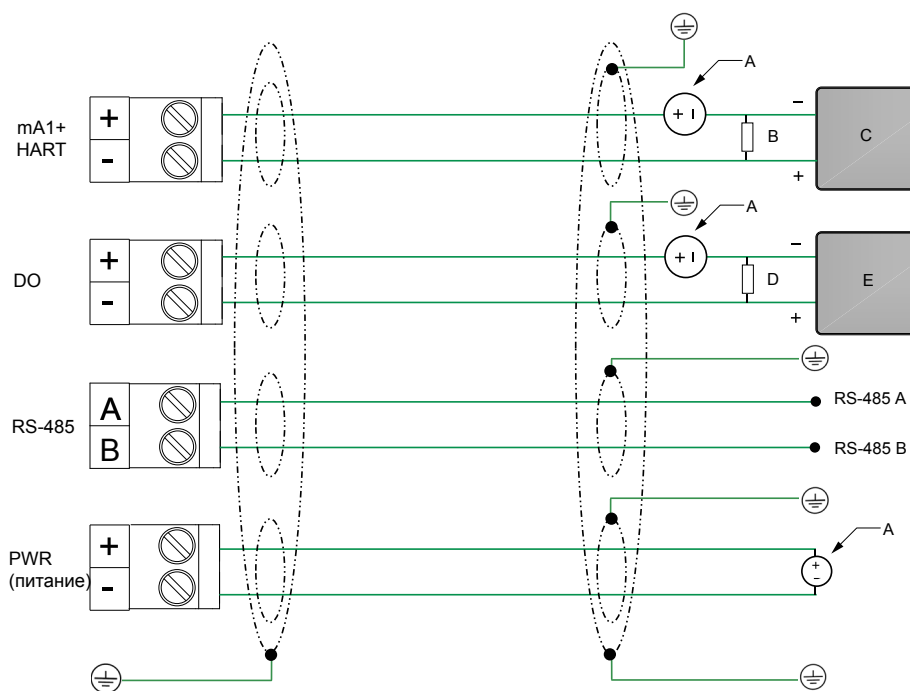 A
+
-
mA1+
HART
+ -
B
-
+
C
A
+
-
DO
+ -
D
-
+
E
A
B
RS-485
RS-485 A
RS-485 B
+
-
PWR
(питание)
+
-
A